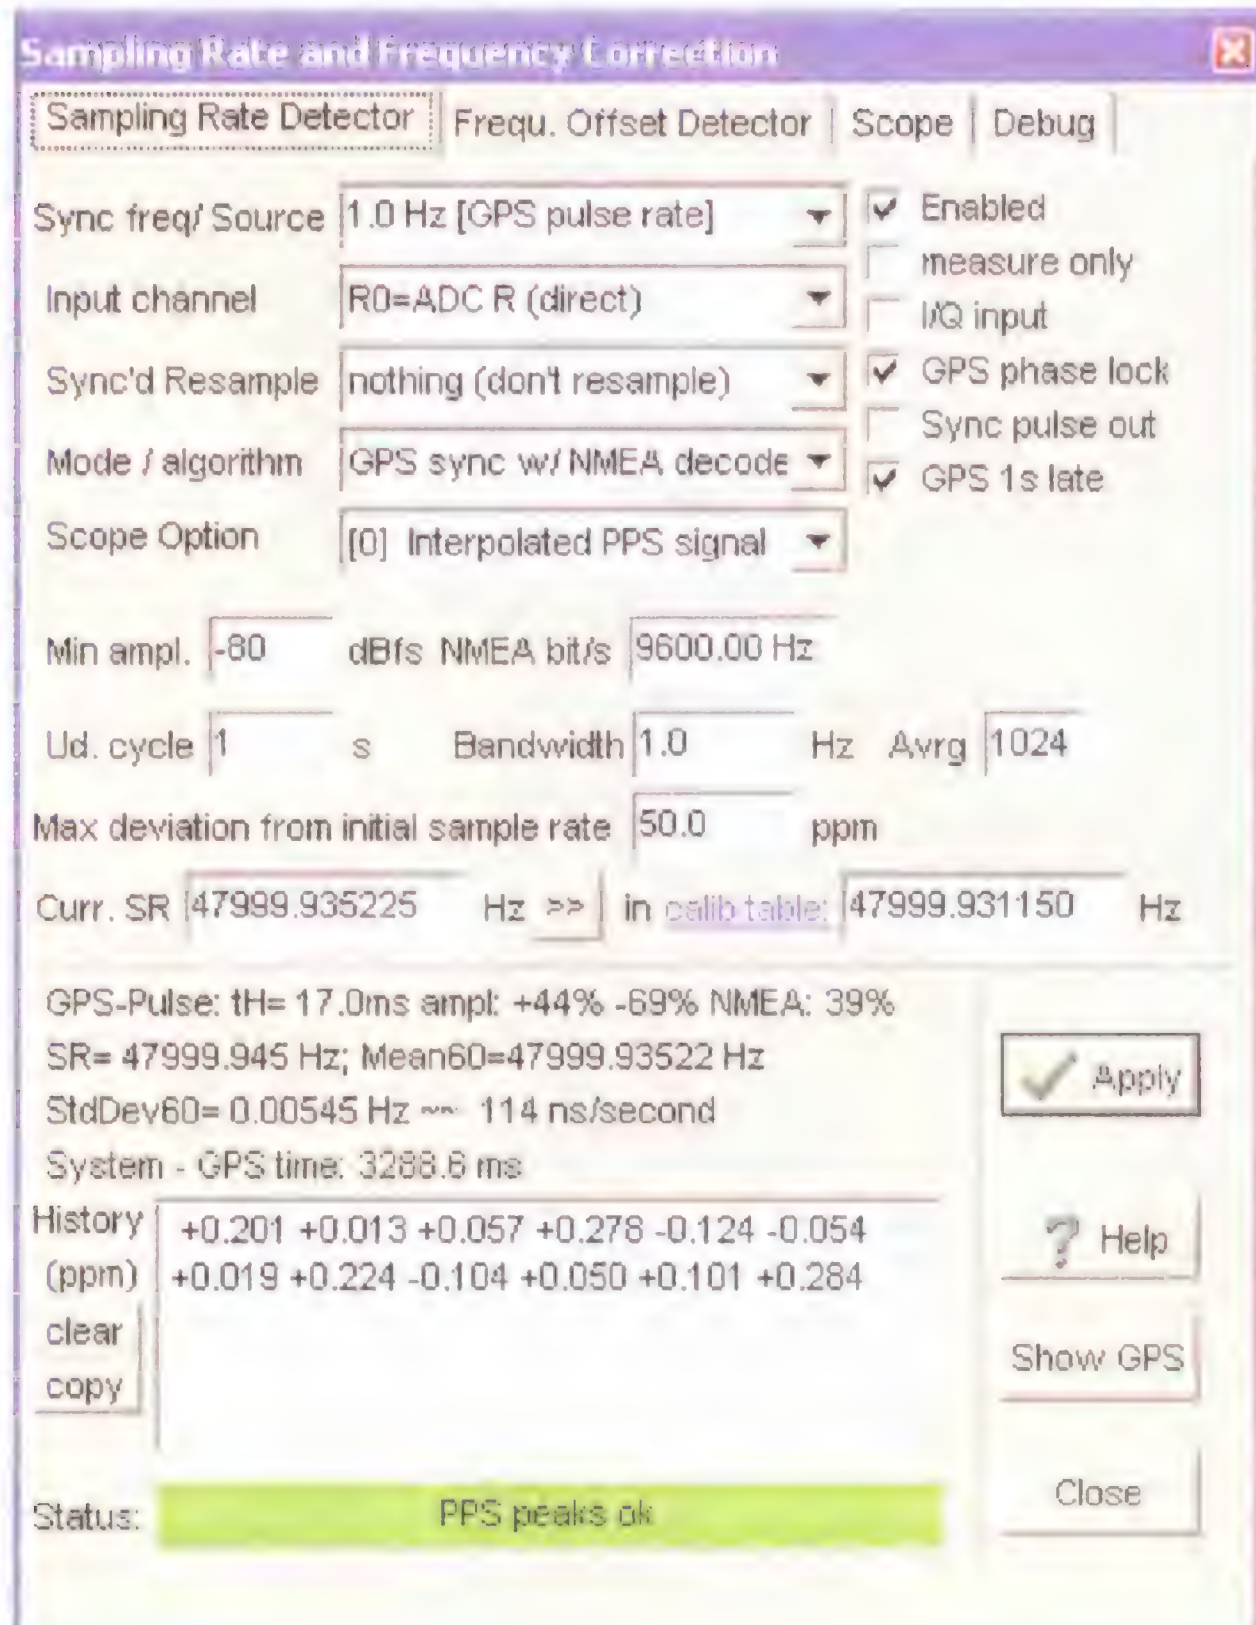 Sampling Rate and Frequency Correction
Sampling Rate Detector Frequ. Offset Detector Scope Debug
Sync freq/ Source 1.0 Hz [GPS pulse rate] Enabled
measure only
Input channel R0=ADC R (direct) I/Q input
Sync'd Resample nothing (don't resample) GPS phase lock
Sync pulse out
Mode / algorithm GPS sync w/ NMEA decode GPS 1s late
Scope Option [0] Interpolated PPS signal
Min ampl. -80 dBfs NMEA bit/s 9600.00 Hz
Ud. cycle 1 s Bandwidth 1.0 Hz Avrg 1024
Max deviation from initial sample rate 50.0 ppm
Curr. SR 47999.935225 Hz >> in calib table: 47999.931150 Hz
GPS-Pulse: tH= 17.0ms ampl: +44% -69% NMEA: 39%
SR= 47999.945 Hz; Mean60=47999.93522 Hz
StdDev60= 0.00545 Hz ~~ 114 ns/second
Apply
System - GPS time: 3288.6 ms
History (ppm)
+0.201 +0.013 +0.057 +0.278 -0.124 -0.054
+0.019 +0.224 -0.104 +0.050 +0.101 +0.284
Help
clear
copy
Show GPS
Close
Status: PPS peaks ok